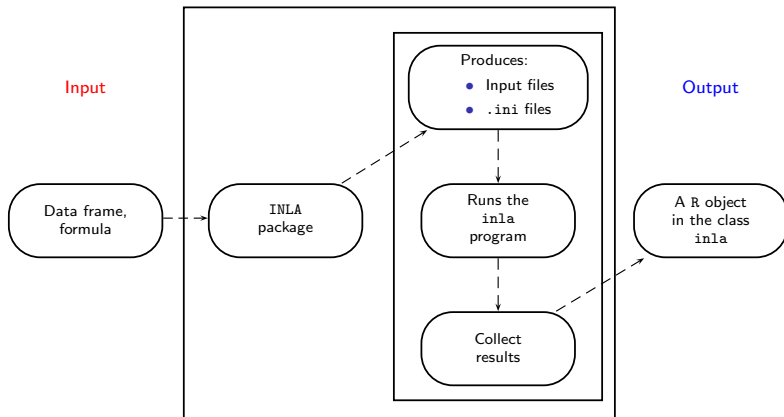 Input
Data frame,
formula
INLA
package
Produces:
Input files
.ini files
Runs the
inla
program
Collect
results
Output
A R object
in the class
inla